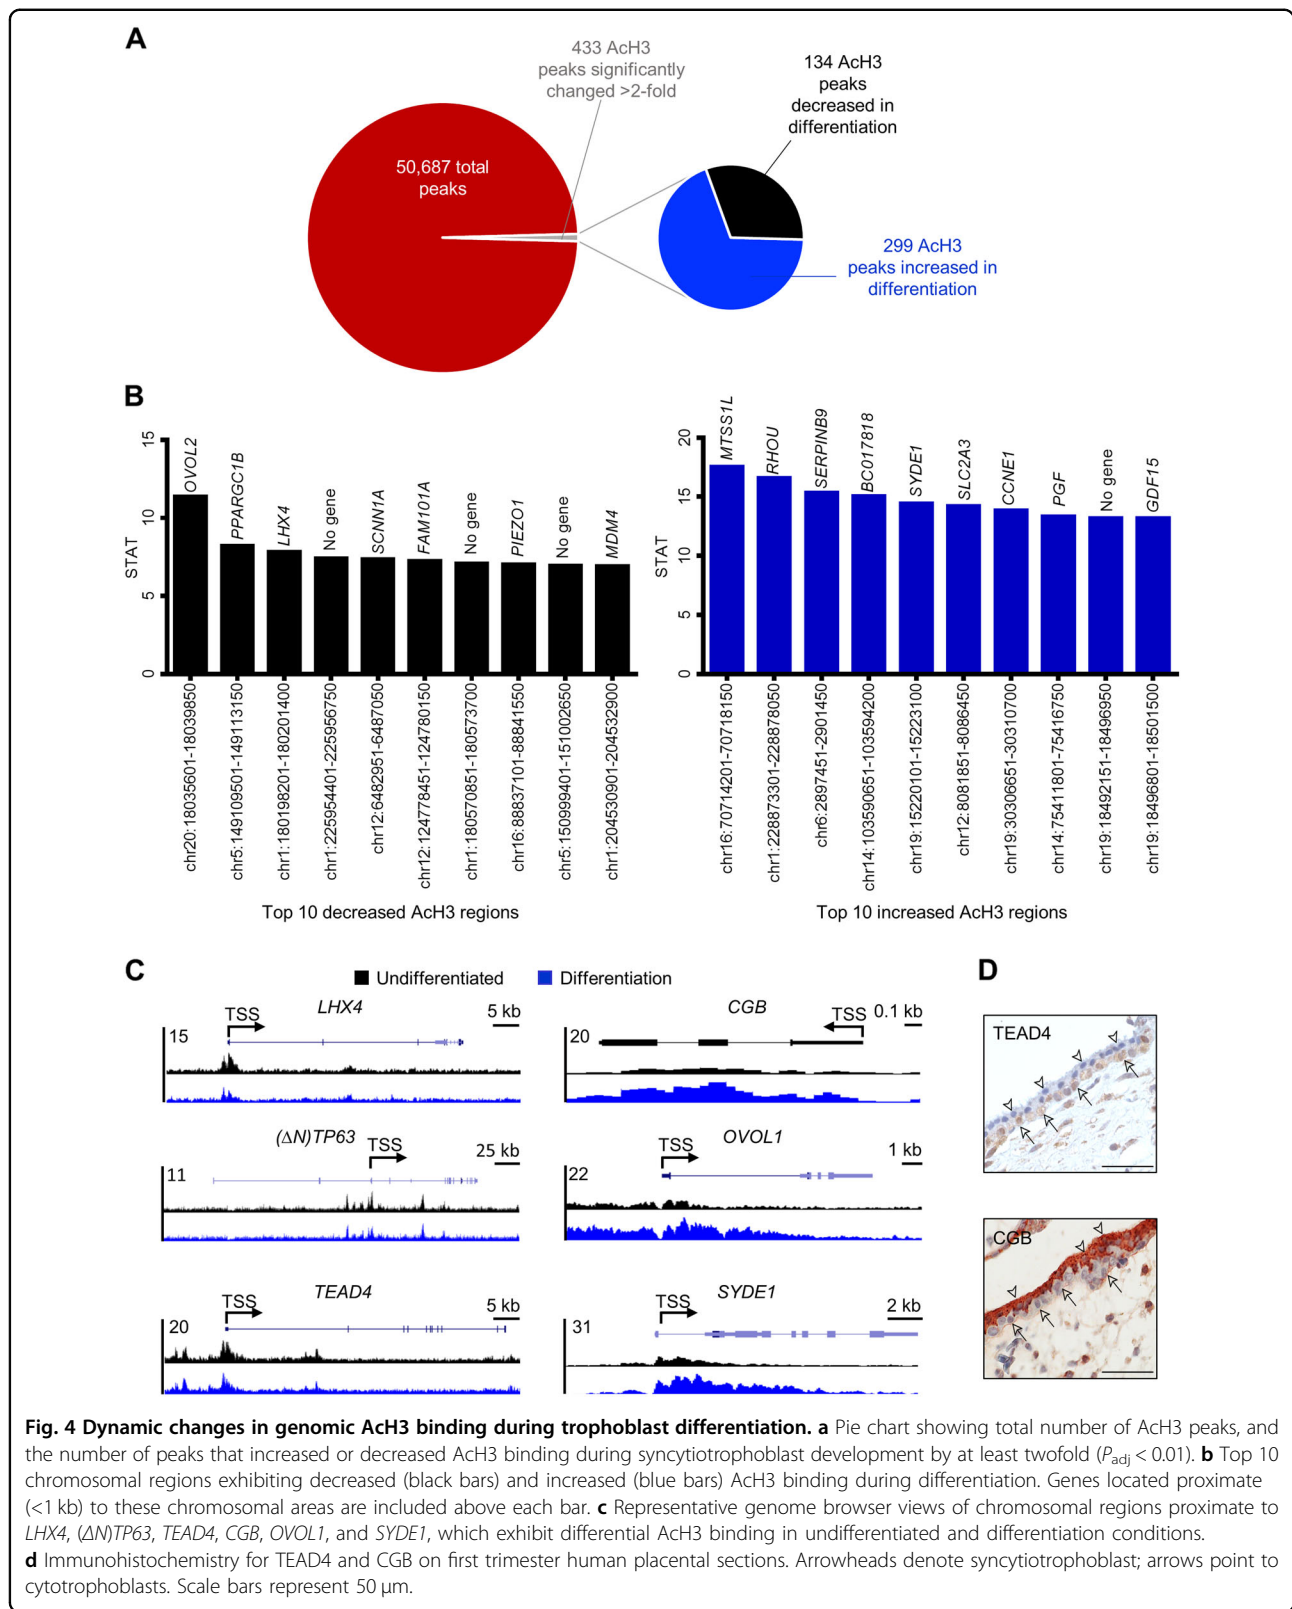 A
433 AcH3
peaks significantly
changed >2-fold
134 AcH3
peaks
decreased in
differentiation
50,687 total
peaks
299 AcH3
peaks increased in
differentiation
B
STAT
15
10
5
0
OVOL2
PPARGC1B
LHX4
No gene
SCNN1A
FAM101A
No gene
PIEZO1
No gene
MDM4
chr20:18035601-18039850
chr5:149109501-149113150
chr1:180198201-180201400
chr1:225954401-225956750
chr12:6482951-6487050
chr12:124778451-124780150
chr1:180570851-180573700
chr16:88837101-88841550
chr5:150999401-151002650
chr1:204530901-204532900
Top 10 decreased AcH3 regions
STAT
20
15
10
5
0
MTSS1L
RHOU
SERPINB9
BC017818
SYDE1
SLC2A3
CCNE1
PGF
No gene
GDF15
chr16:70714201-70718150
chr1:228873301-228878050
chr6:2897451-2901450
chr14:103590651-103594200
chr19:15220101-15223100
chr12:8081851-8086450
chr19:30306651-30310700
chr14:75411801-75416750
chr19:18492151-18496950
chr19:18496801-18501500
Top 10 increased AcH3 regions
C
Undifferentiated
Differentiation
LHX4
TSS
5 kb
15
CGB
TSS
0.1 kb
20
(ΔN)TP63
TSS
25 kb
11
OVOL1
TSS
1 kb
22
TEAD4
TSS
5 kb
20
SYDE1
TSS
2 kb
31
D
TEAD4
CGB
Fig. 4 Dynamic changes in genomic AcH3 binding during trophoblast differentiation. a Pie chart showing total number of AcH3 peaks, and
the number of peaks that increased or decreased AcH3 binding during syncytiotrophoblast development by at least twofold (Padj < 0.01). b Top 10
chromosomal regions exhibiting decreased (black bars) and increased (blue bars) AcH3 binding during differentiation. Genes located proximate
(<1 kb) to these chromosomal areas are included above each bar. c Representative genome browser views of chromosomal regions proximate to
LHX4, (ΔN)TP63, TEAD4, CGB, OVOL1, and SYDE1, which exhibit differential AcH3 binding in undifferentiated and differentiation conditions.
d Immunohistochemistry for TEAD4 and CGB on first trimester human placental sections. Arrowheads denote syncytiotrophoblast; arrows point to
cytotrophoblasts. Scale bars represent 50 μm.